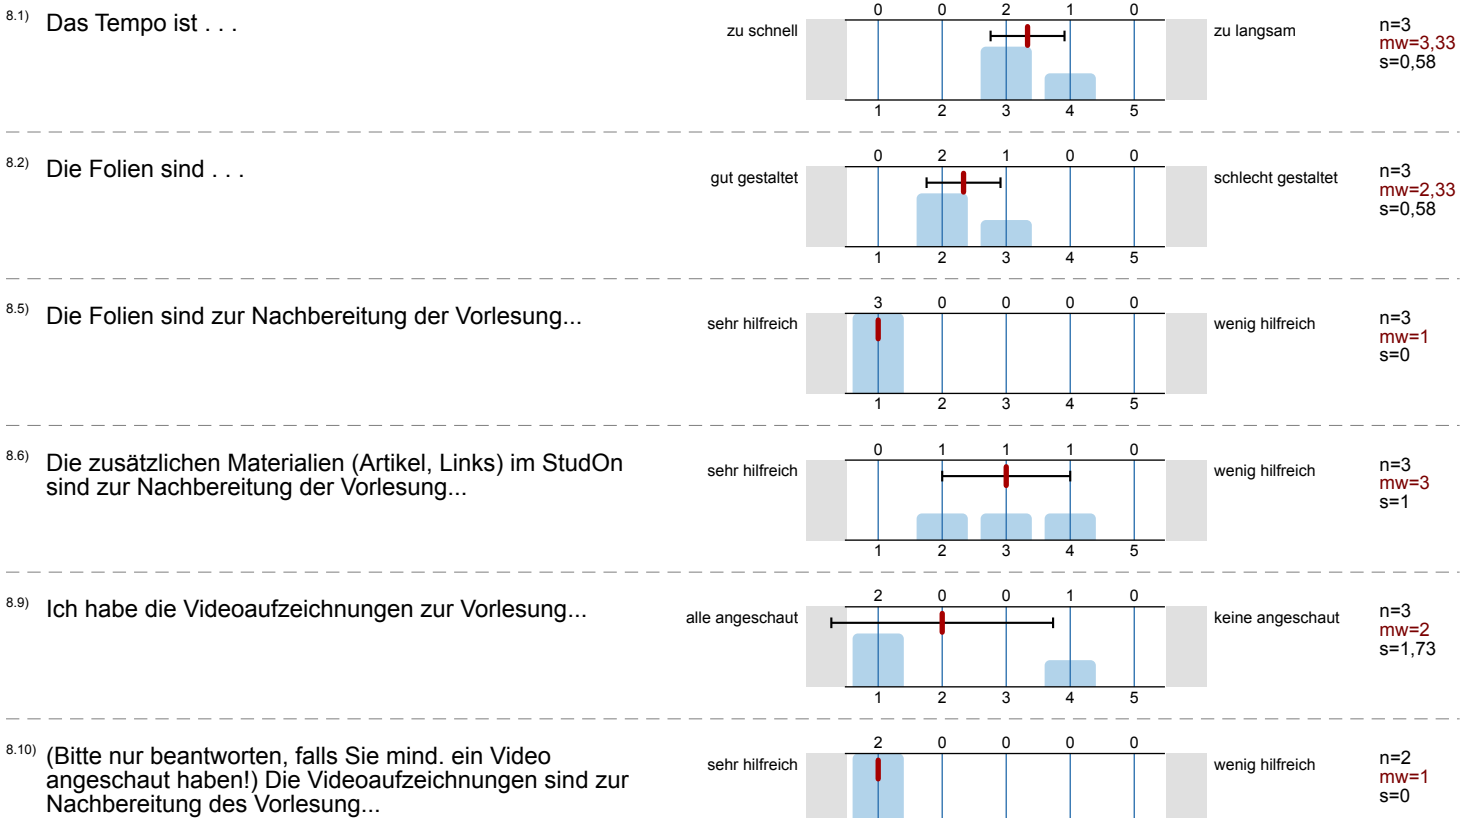 8.1) Das Tempo ist . . .
zu schnell
0 0 2 1 0
1 2 3 4 5
zu langsam
n=3
mw=3,33
s=0,58
8.2) Die Folien sind . . .
gut gestaltet
0 2 1 0 0
1 2 3 4 5
schlecht gestaltet
n=3
mw=2,33
s=0,58
8.5) Die Folien sind zur Nachbereitung der Vorlesung...
sehr hilfreich
3 0 0 0 0
1 2 3 4 5
wenig hilfreich
n=3
mw=1
s=0
8.6) Die zusätzlichen Materialien (Artikel, Links) im StudOn
sind zur Nachbereitung der Vorlesung...
sehr hilfreich
0 1 1 1 0
1 2 3 4 5
wenig hilfreich
n=3
mw=3
s=1
8.9) Ich habe die Videoaufzeichnungen zur Vorlesung...
alle angeschaut
2 0 0 1 0
1 2 3 4 5
keine angeschaut
n=3
mw=2
s=1,73
8.10) (Bitte nur beantworten, falls Sie mind. ein Video
angeschaut haben!) Die Videoaufzeichnungen sind zur
Nachbereitung des Vorlesung...
sehr hilfreich
2 0 0 0 0
wenig hilfreich
n=2
mw=1
s=0